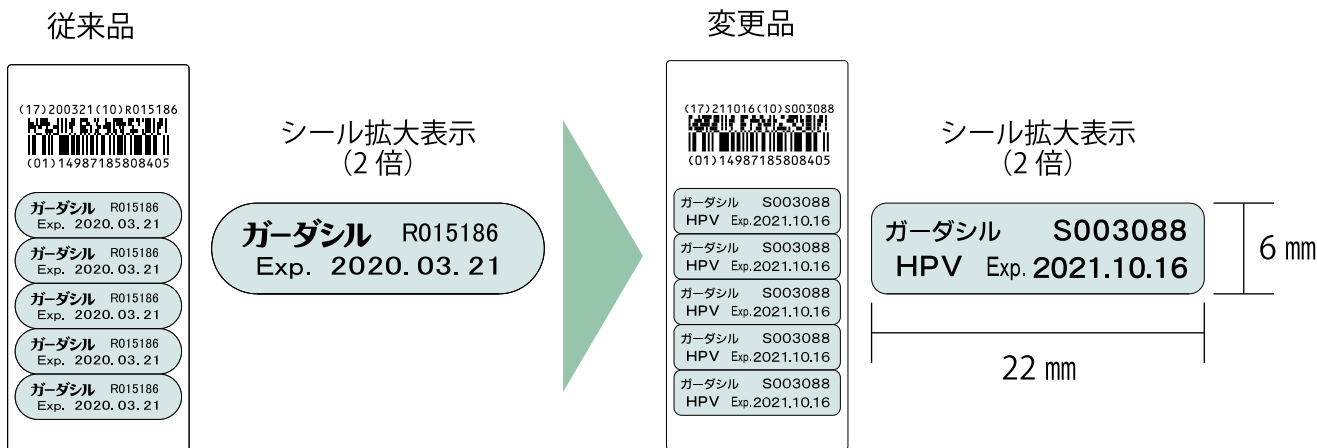 従来品
(17)200321(10)R015186
(01)14987185808405
ガーダシル R015186
Exp. 2020.03.21
ガーダシル R015186
Exp. 2020.03.21
ガーダシル R015186
Exp. 2020.03.21
ガーダシル R015186
Exp. 2020.03.21
ガーダシル R015186
Exp. 2020.03.21
シール拡大表示
(2倍)
ガーダシル R015186
Exp. 2020.03.21
変更品
(17)211016(10)S003088
(01)14987185808405
ガーダシル S003088
HPV Exp.2021.10.16
ガーダシル S003088
HPV Exp.2021.10.16
ガーダシル S003088
HPV Exp.2021.10.16
ガーダシル S003088
HPV Exp.2021.10.16
ガーダシル S003088
HPV Exp.2021.10.16
シール拡大表示
(2倍)
ガーダシル S003088
HPV Exp. 2021.10.16
6 mm
22 mm